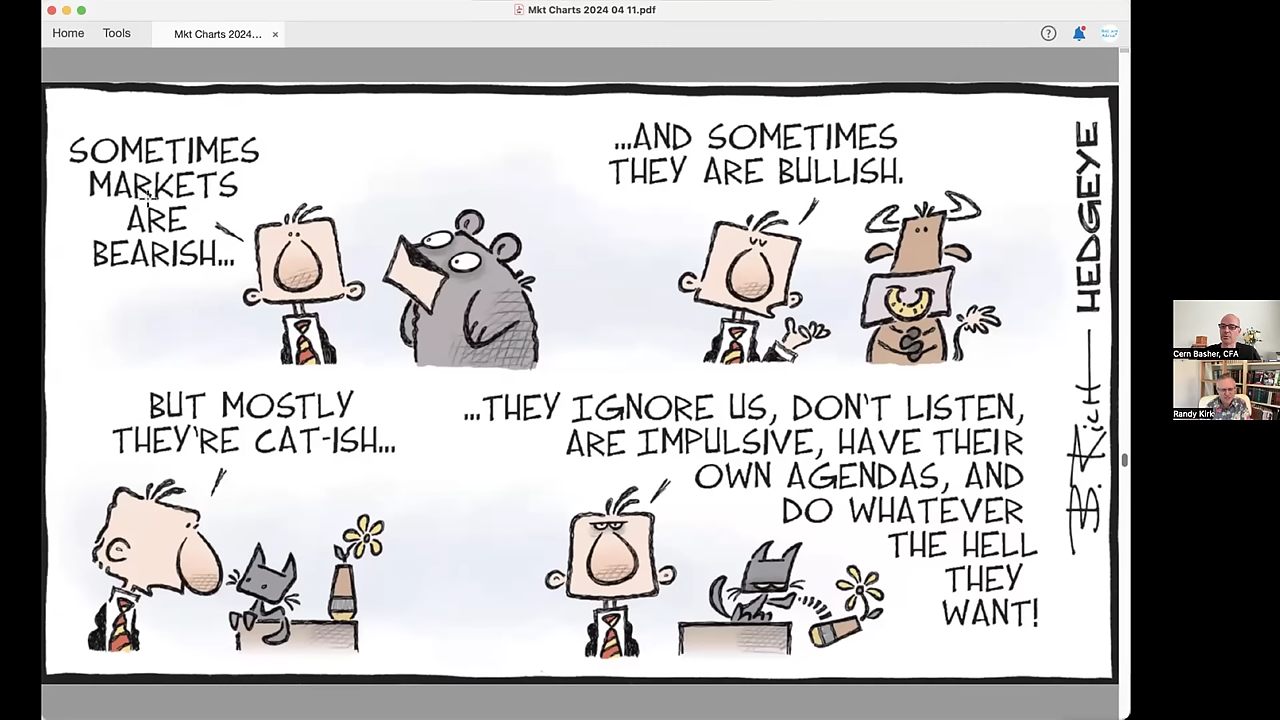 Mkt Charts 2024 04 11.pdf
Home
Tools
Mkt Charts 2024...
×
?
SOMETIMES
MARKETS
ARE
BEARISH...
...AND SOMETIMES
THEY ARE BULLISH.
BUT MOSTLY
THEY'RE CAT-ISH...
...THEY IGNORE US, DON'T LISTEN,
ARE IMPULSIVE, HAVE THEIR
OWN AGENDAS, AND
DO WHATEVER
THE HELL
THEY
WANT!
B. Rich — HEDGEYE
Cern Basher, CFA
Randy Kirk